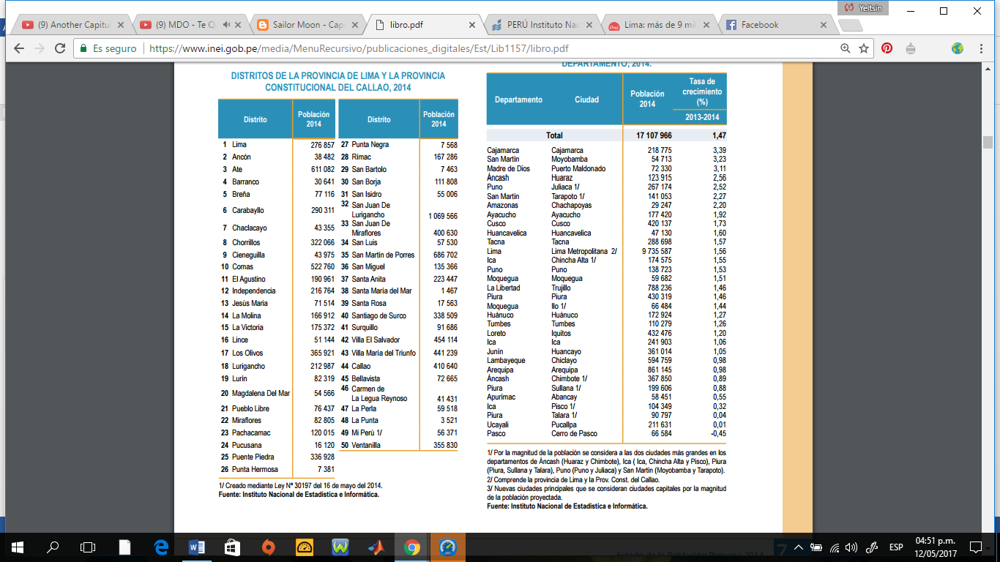 Yeltsin
(9) Another Capitu
(9) MDO - Te Q
Sailor Moon - Cap
libro.pdf
PERÚ Instituto Nac
Lima: más de 9 mil
Facebook
Es seguro https://www.inei.gob.pe/media/MenuRecursivo/publicaciones_digitales/Est/Lib1157/libro.pdf
DISTRITOS DE LA PROVINCIA DE LIMA Y LA PROVINCIA
CONSTITUCIONAL DEL CALLAO, 2014
Distrito Población 2014 Distrito Población 2014
1 Lima 276 857 27 Punta Negra 7 568
2 Ancón 38 482 28 Rimac 167 286
3 Ate 611 082 29 San Bartolo 7 463
4 Barranco 30 641 30 San Borja 111 808
5 Breña 77 116 31 San Isidro 55 006
6 Carabayllo 290 311 32 San Juan De Lurigancho 1 069 566
7 Chaclacayo 43 355 33 San Juan De Miraflores 400 630
8 Chorrillos 322 066 34 San Luis 57 530
9 Cieneguilla 43 975 35 San Martín de Porres 686 702
10 Comas 522 760 36 San Miguel 135 366
11 El Agustino 190 961 37 Santa Anita 223 447
12 Independencia 216 764 38 Santa María del Mar 1 467
13 Jesús Maria 71 514 39 Santa Rosa 17 563
14 La Molina 166 912 40 Santiago de Surco 338 509
15 La Victoria 175 372 41 Surquillo 91 686
16 Lince 51 144 42 Villa El Salvador 454 114
17 Los Olivos 365 921 43 Villa María del Triunfo 441 239
18 Lurigancho 212 987 44 Callao 410 640
19 Lurín 82 319 45 Bellavista 72 665
20 Magdalena Del Mar 54 566 46 Carmen de La Legua Reynoso 41 431
21 Pueblo Libre 76 437 47 La Perla 59 518
22 Miraflores 82 805 48 La Punta 3 521
23 Pachacamac 120 015 49 Mi Perú 1/ 56 371
24 Pucusana 16 120 50 Ventanilla 355 830
25 Puente Piedra 336 928
26 Punta Hermosa 7 381
1/ Creado mediante Ley Nº 30197 del 16 de mayo del 2014.
Fuente: Instituto Nacional de Estadística e Informática.
DEPARTAMENTO, 2014.
Departamento Ciudad Población 2014 Tasa de crecimiento (%) 2013-2014
Total 17 107 966 1,47
Cajamarca Cajamarca 218 775 3,39
San Martín Moyobamba 54 713 3,23
Madre de Dios Puerto Maldonado 72 330 3,11
Áncash Huaraz 123 915 2,56
Puno Juliaca 1/ 267 174 2,52
San Martín Tarapoto 1/ 141 053 2,27
Amazonas Chachapoyas 29 247 2,20
Ayacucho Ayacucho 177 420 1,92
Cusco Cusco 420 137 1,73
Huancavelica Huancavelica 47 130 1,60
Tacna Tacna 288 698 1,57
Lima Lima Metropolitana 2/ 9 735 587 1,56
Ica Chincha Alta 1/ 174 575 1,55
Puno Puno 138 723 1,53
Moquegua Moquegua 59 682 1,51
La Libertad Trujillo 788 236 1,46
Piura Piura 430 319 1,46
Moquegua Ilo 1/ 66 484 1,44
Huánuco Huánuco 172 924 1,27
Tumbes Tumbes 110 279 1,26
Loreto Iquitos 432 476 1,20
Ica Ica 241 903 1,06
Junín Huancayo 361 014 1,05
Lambayeque Chiclayo 594 759 0,98
Arequipa Arequipa 861 145 0,98
Áncash Chimbote 1/ 367 850 0,89
Piura Sullana 1/ 199 606 0,88
Apurímac Abancay 58 451 0,55
Ica Pisco 1/ 104 349 0,32
Piura Talara 1/ 90 797 0,04
Ucayali Pucallpa 211 631 0,01
Pasco Cerro de Pasco 66 584 -0,45
1/ Por la magnitud de la población se considera a las dos ciudades más grandes en los
departamentos de Áncash (Huaraz y Chimbote), Ica ( Ica, Chincha Alta y Pisco), Piura
(Piura, Sullana y Talara), Puno (Puno y Juliaca) y San Martín (Moyobamba y Tarapoto).
2/ Comprende la provincia de Lima y la Prov. Const. del Callao.
3/ Nuevas ciudades principales que se consideran ciudades capitales por la magnitud
de la población proyectada.
Fuente: Instituto Nacional de Estadística e Informática.
Estado de la Población Peruana 2014 7
ESP
04:51 p.m.
12/05/2017